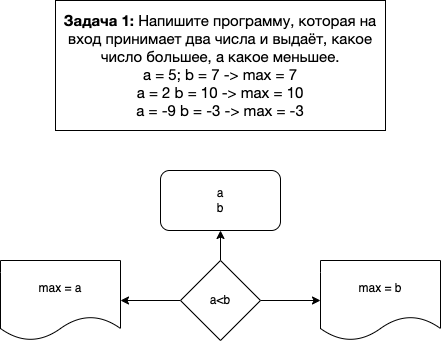 Задача 1: Напишите программу, которая на
вход принимает два числа и выдаёт, какое
число большее, а какое меньшее.
a = 5; b = 7 -> max = 7
a = 2 b = 10 -> max = 10
a = -9 b = -3 -> max = -3
a
b
max = a
a<b
max = b